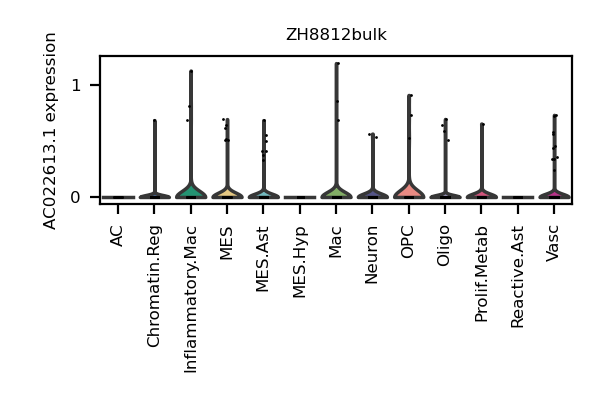 ZH8812bulk
AC022613.1 expression
1
0
AC
Chromatin.Reg
Inflammatory.Mac
MES
MES.Ast
MES.Hyp
Mac
Neuron
OPC
Oligo
Prolif.Metab
Reactive.Ast
Vasc